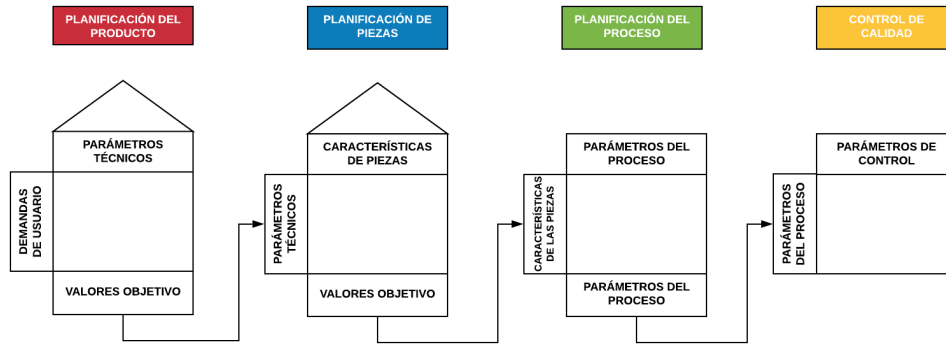 PLANIFICACIÓN DEL
PRODUCTO
PLANIFICACIÓN DE
PIEZAS
PLANIFICACIÓN DEL
PROCESO
CONTROL DE
CALIDAD
PARÁMETROS
TÉCNICOS
DEMANDAS
DE USUARIO
VALORES OBJETIVO
CARACTERÍSTICAS
DE PIEZAS
PARÁMETROS
TÉCNICOS
VALORES OBJETIVO
PARÁMETROS DEL
PROCESO
CARACTERÍSTICAS
DE LAS PIEZAS
PARÁMETROS DEL
PROCESO
PARÁMETROS DE
CONTROL
PARÁMETROS
DEL PROCESO